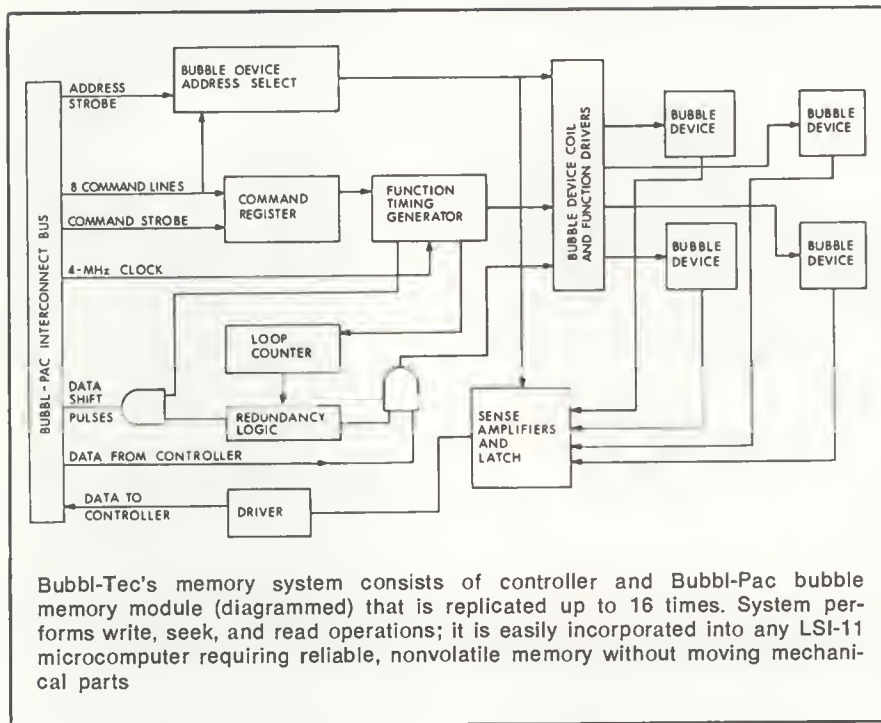 BUBBLE DEVICE
ADDRESS SELECT
ADDRESS
STROBE
BUBBLE DEVICE COIL
AND FUNCTION DRIVERS
BUBBLE
DEVICE
BUBBLE
DEVICE
8 COMMAND LINES
COMMAND
REGISTER
FUNCTION
TIMING
GENERATOR
COMMAND STROBE
BUBBL-PAC INTERCONNECT BUS
BUBBLE
DEVICE
BUBBLE
DEVICE
4-MHz CLOCK
LOOP
COUNTER
DATA
SHIFT
PULSES
REDUNDANCY
LOGIC
SENSE
AMPLIFIERS
AND
LATCH
DATA FROM CONTROLLER
DATA TO
CONTROLLER
DRIVER
Bubbl-Tec's memory system consists of controller and Bubbl-Pac bubble
memory module (diagrammed) that is replicated up to 16 times. System per-
forms write, seek, and read operations; it is easily incorporated into any LSI-11
microcomputer requiring reliable, nonvolatile memory without moving mechani-
cal parts